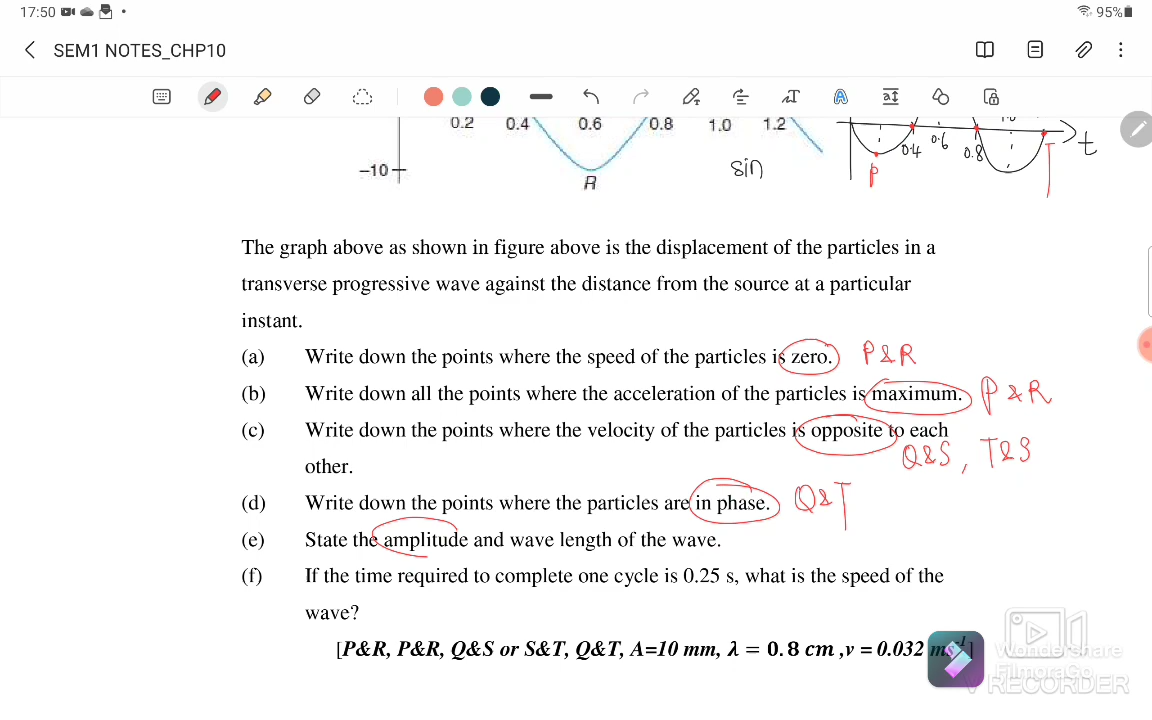 17:50 95%
SEM1 NOTES_CHP10
0.2 0.4 0.6 0.8 1.0 1.2
-10
R
sin
P 0.4 0.6 0.8 T t
The graph above as shown in figure above is the displacement of the particles in a
transverse progressive wave against the distance from the source at a particular
instant.
(a) Write down the points where the speed of the particles is zero. P&R
(b) Write down all the points where the acceleration of the particles is maximum. P&R
(c) Write down the points where the velocity of the particles is opposite to each
other. Q&S, T&S
(d) Write down the points where the particles are in phase. Q&T
(e) State the amplitude and wave length of the wave.
(f) If the time required to complete one cycle is 0.25 s, what is the speed of the
wave?
[P&R, P&R, Q&S or S&T, Q&T, A=10 mm, λ = 0.8 cm ,v = 0.032 ms⁻¹]
Wondershare
FilmoraGo
RECORDER